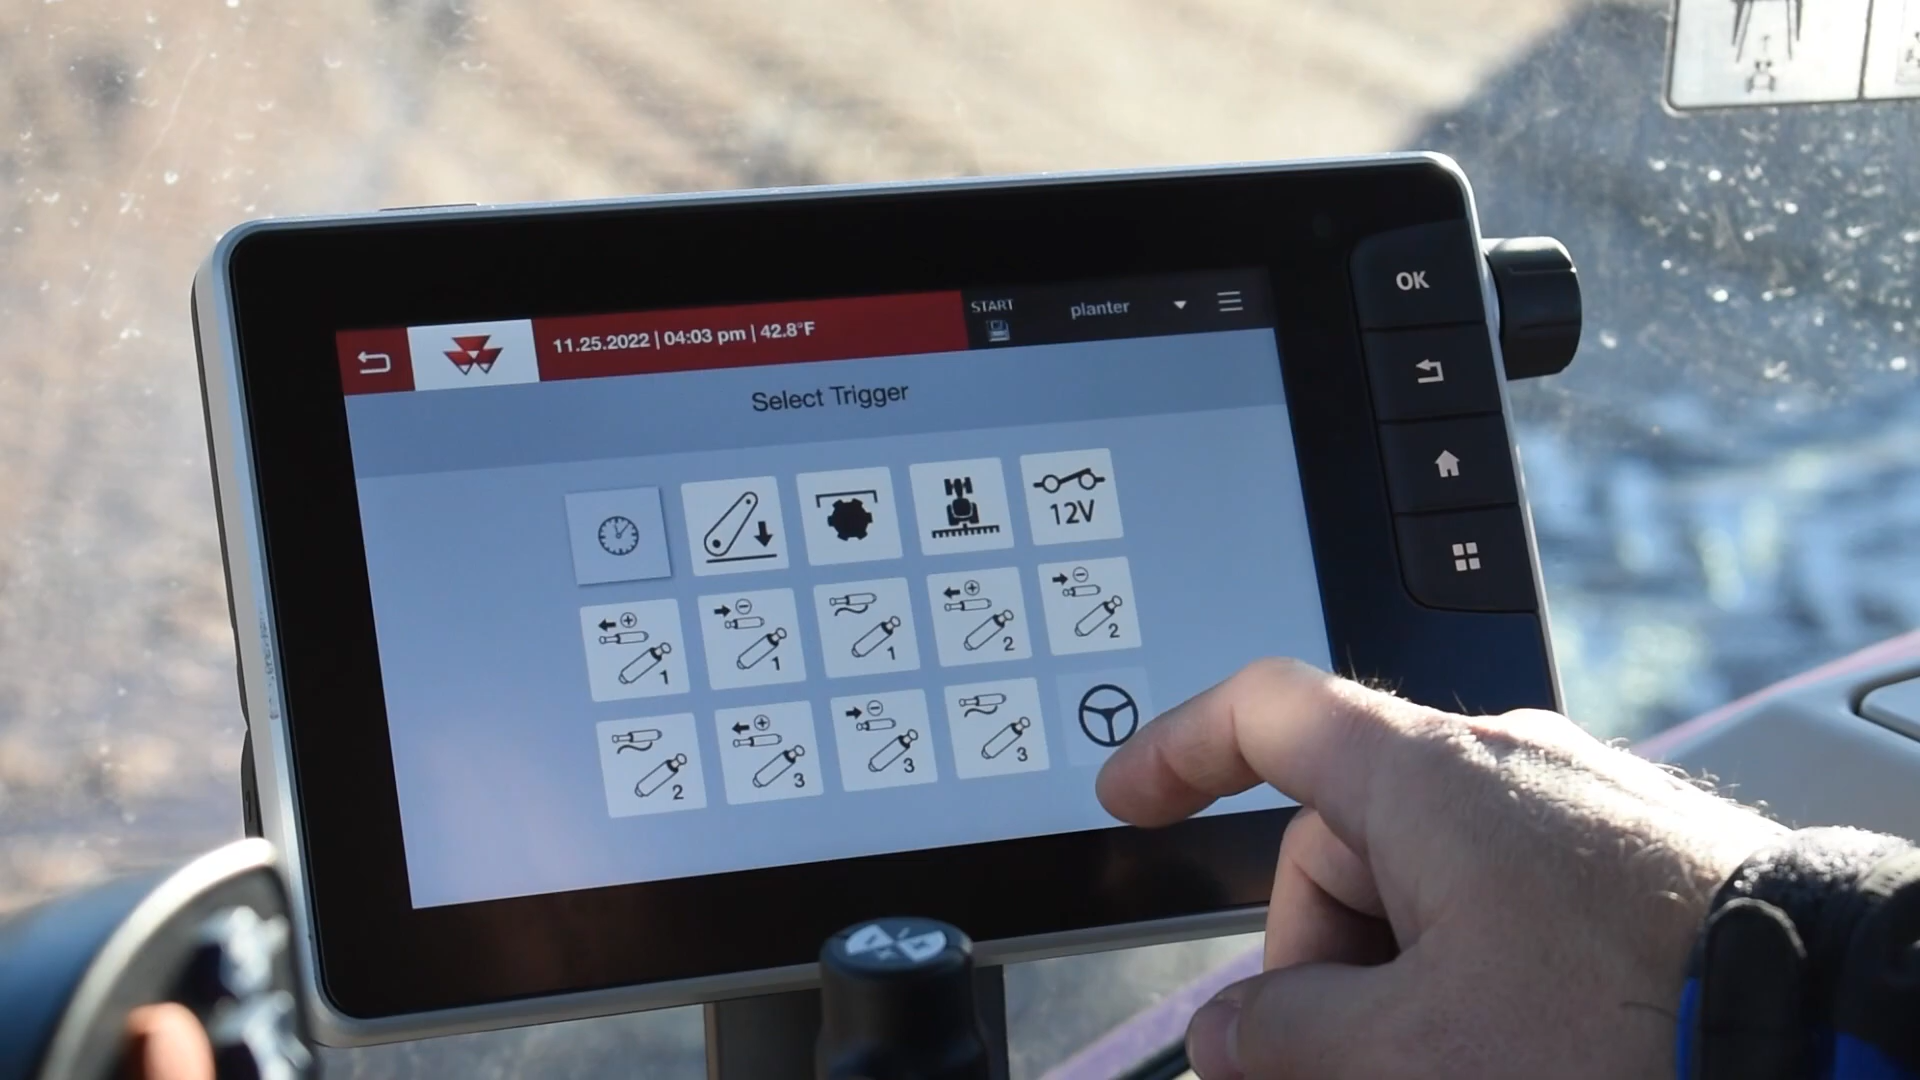 11.25.2022 | 04:03 pm | 42.8°F
START
planter
Select Trigger
12V
1
1
1
2
2
2
3
3
3
OK